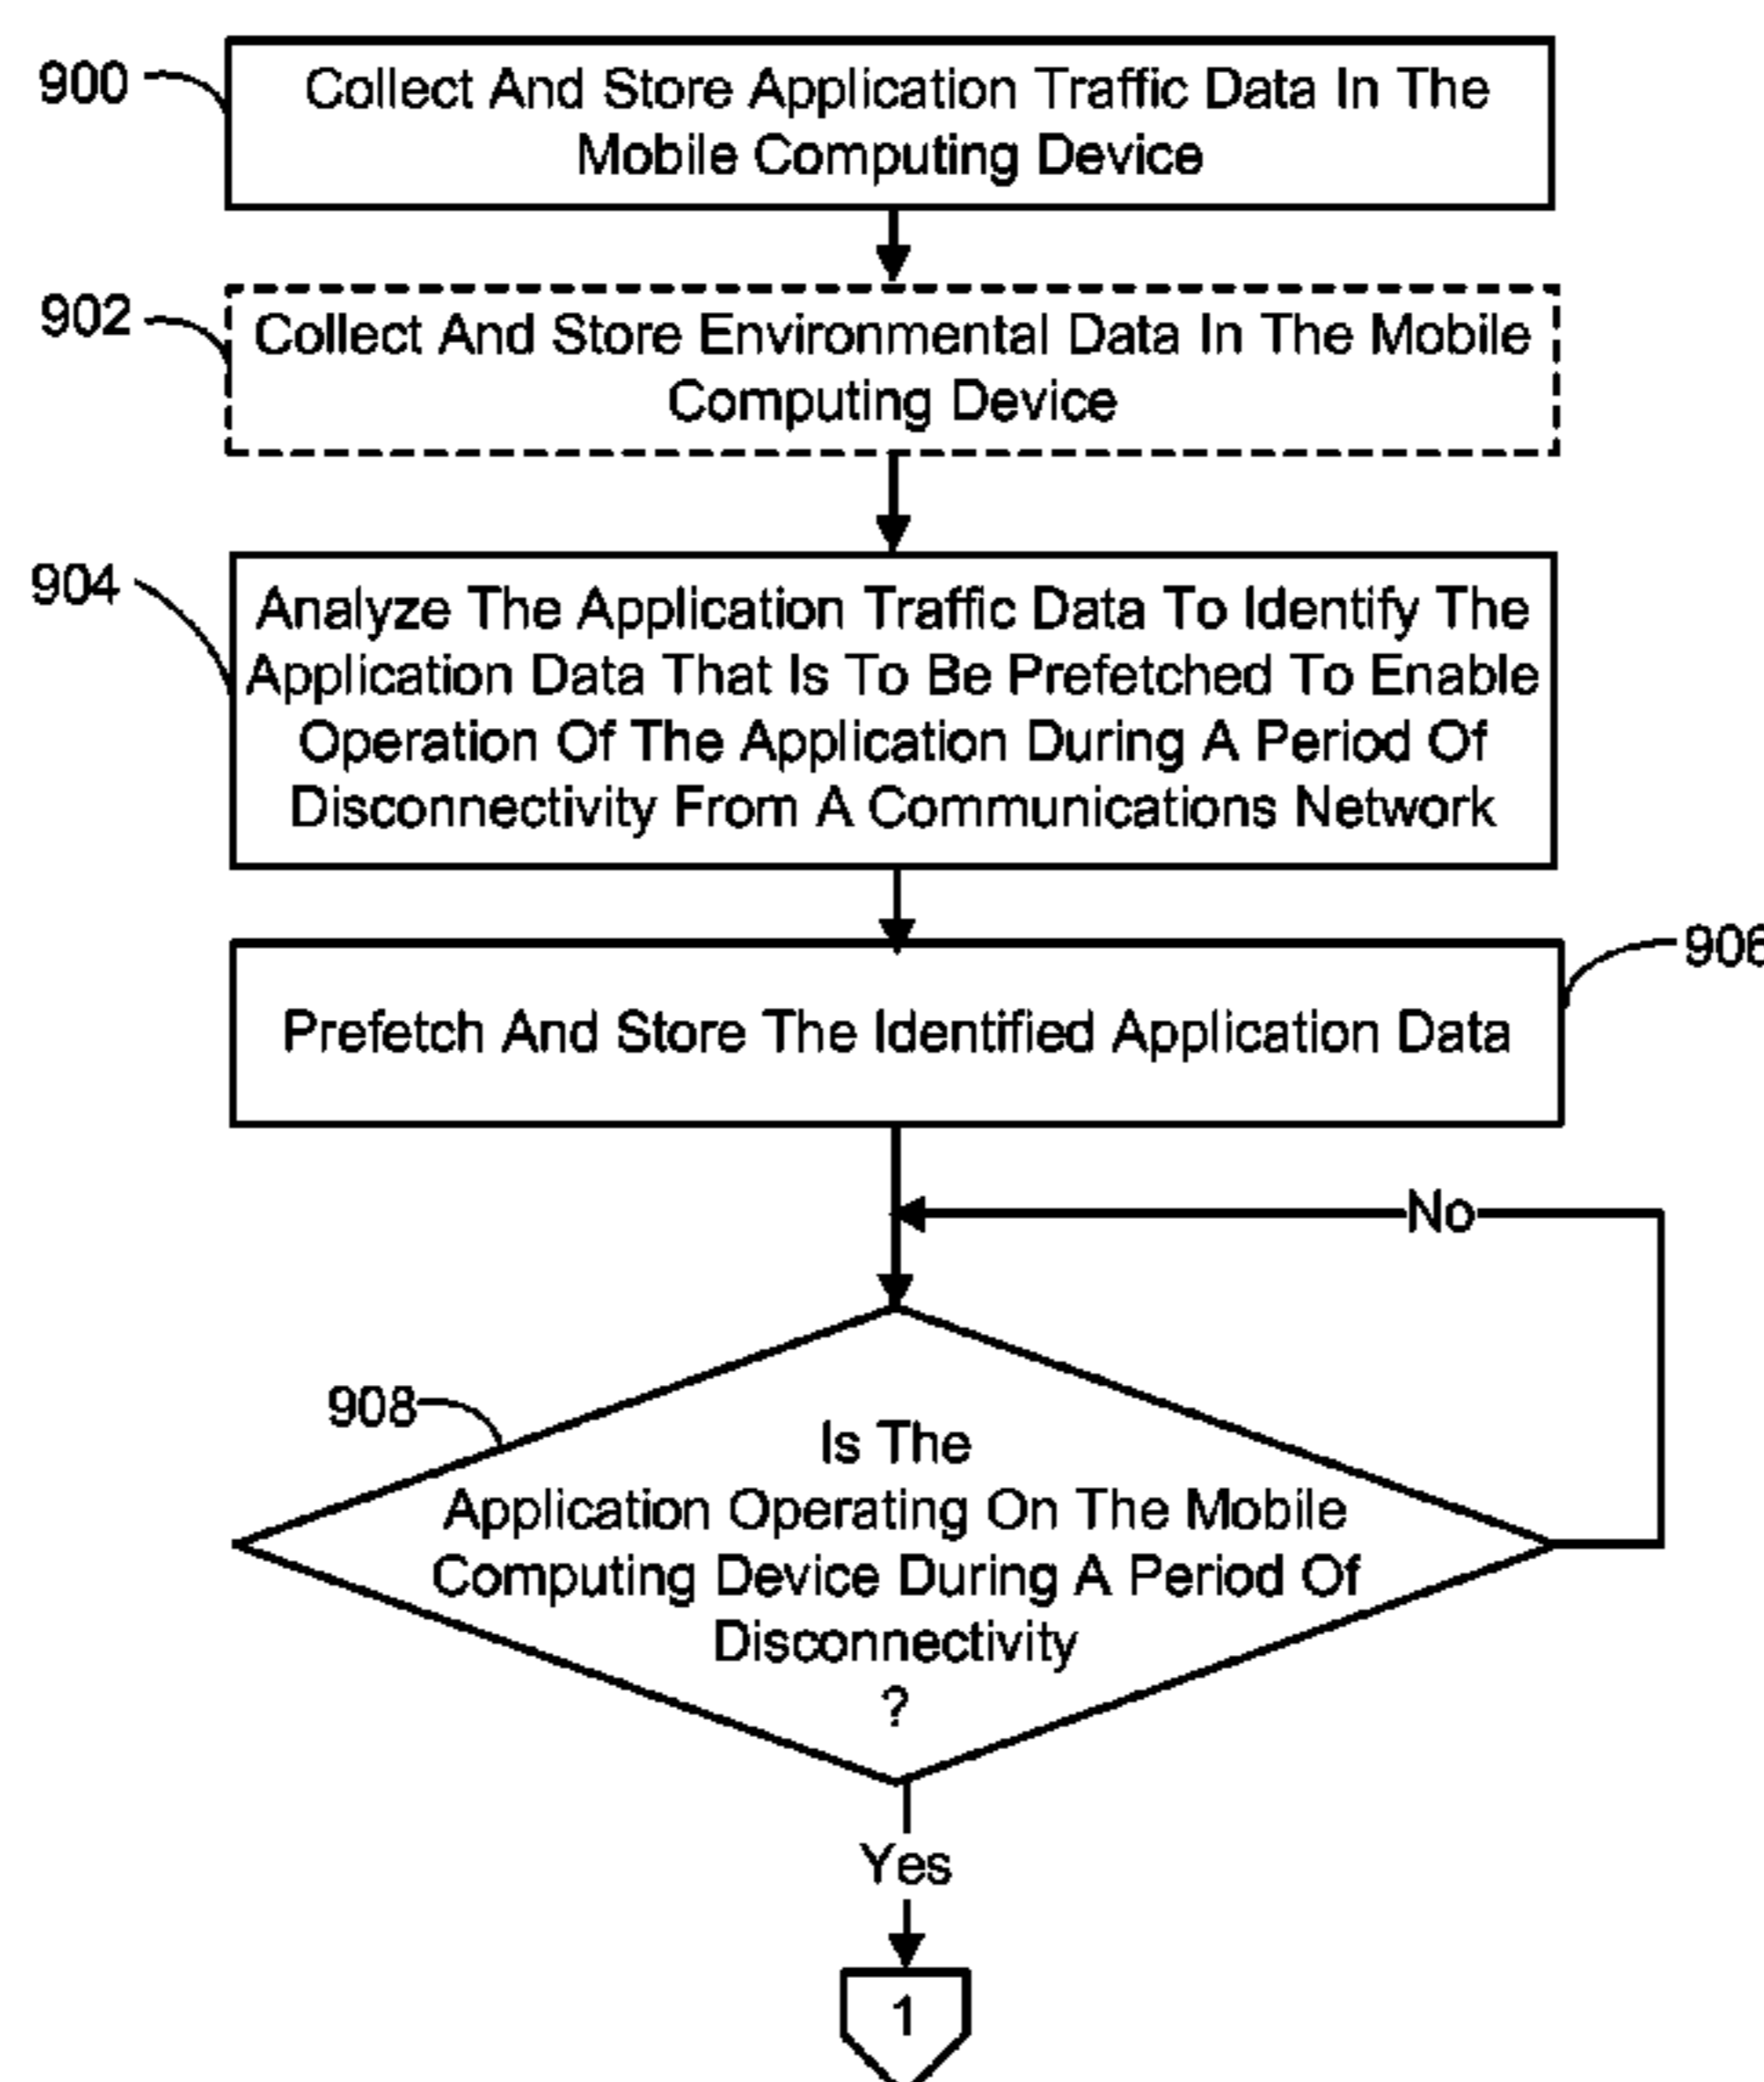 900
Collect And Store Application Traffic Data In The
Mobile Computing Device
902
Collect And Store Environmental Data In The Mobile
Computing Device
904
Analyze The Application Traffic Data To Identify The
Application Data That Is To Be Prefetched To Enable
Operation Of The Application During A Period Of
Disconnectivity From A Communications Network
906
Prefetch And Store The Identified Application Data
No
908
Is The
Application Operating On The Mobile
Computing Device During A Period Of
Disconnectivity
?
Yes
1